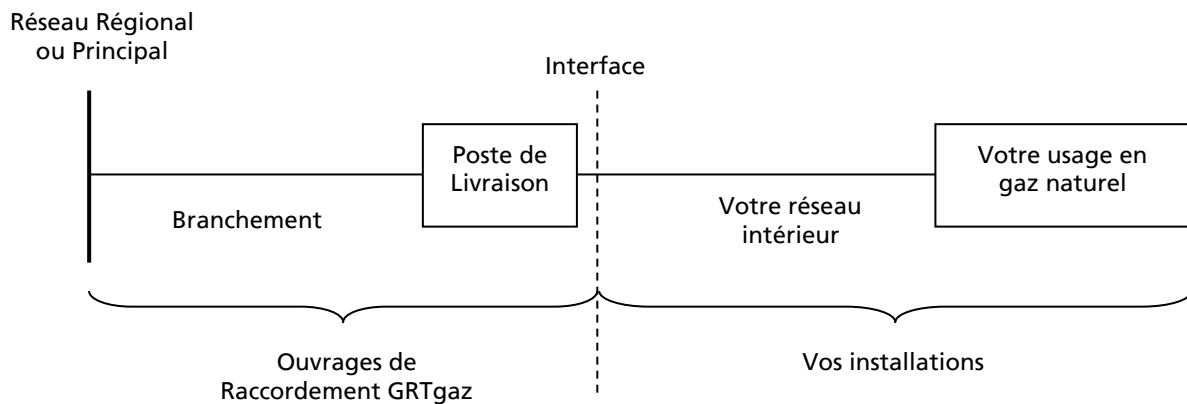 Réseau Régional
ou Principal
Interface
Poste de
Livraison
Votre usage en
gaz naturel
Branchement
Votre réseau
intérieur
Ouvrages de
Raccordement GRTgaz
Vos installations